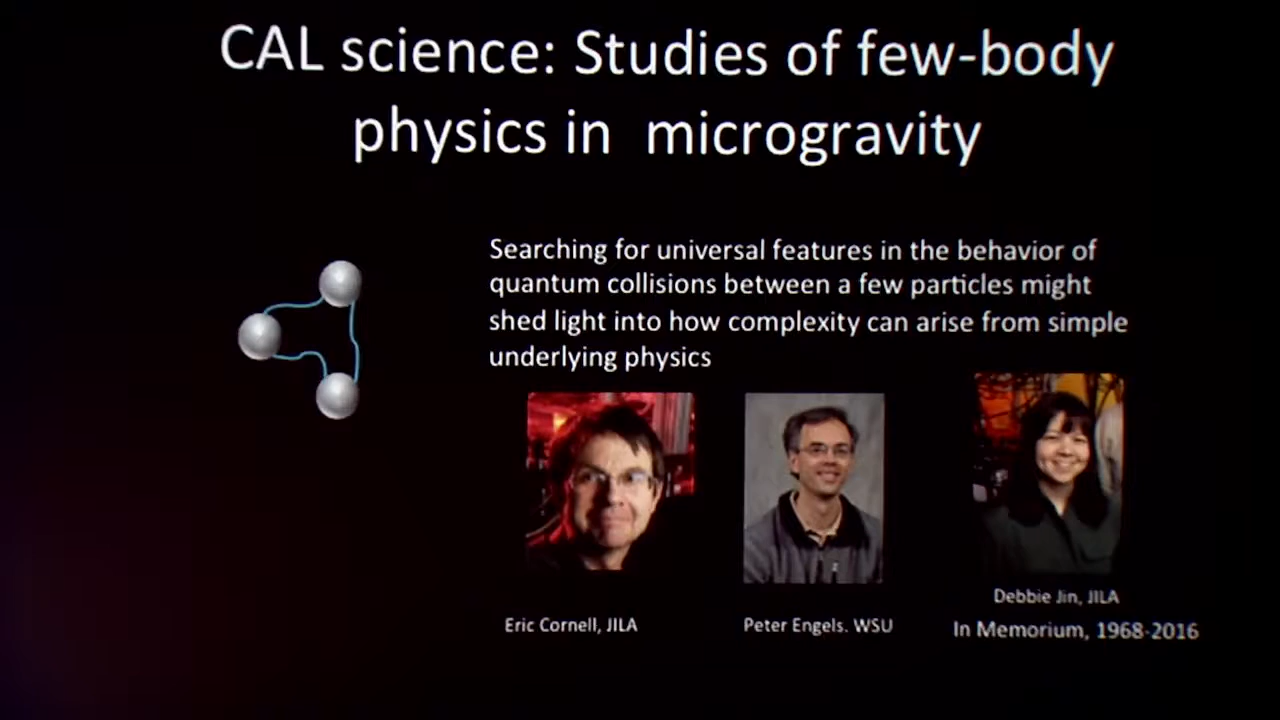 CAL science: Studies of few-body
physics in microgravity
Searching for universal features in the behavior of
quantum collisions between a few particles might
shed light into how complexity can arise from simple
underlying physics
Eric Cornell, JILA
Peter Engels. WSU
Debbie Jin, JILA
In Memorium, 1968-2016